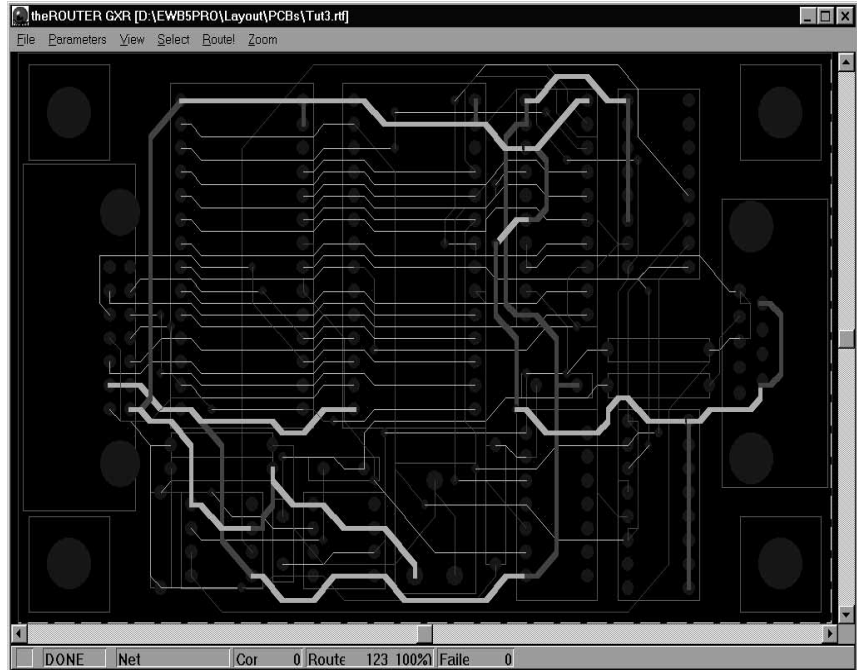 theROUTER GXR [D:\EWB5PRO\Layout\PCBs\Tut3.rtf]
File Parameters View Select Route! Zoom
DONE Net Cor 0 Route 123 100% Faile 0